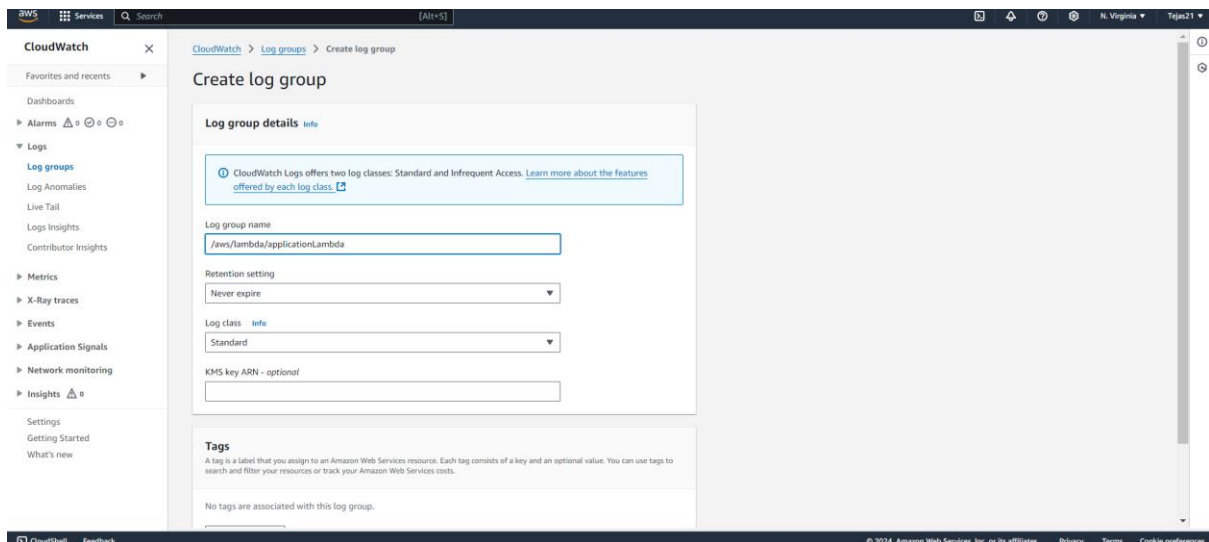 aws
Services
Search
[Alt+S]
N. Virginia
Tejas21
CloudWatch
Favorites and recents
Dashboards
Alarms 0 0 0
Logs
Log groups
Log Anomalies
Live Tail
Logs Insights
Contributor Insights
Metrics
X-Ray traces
Events
Application Signals
Network monitoring
Insights 0
Settings
Getting Started
What's new
CloudWatch > Log groups > Create log group
Create log group
Log group details Info
CloudWatch Logs offers two log classes: Standard and Infrequent Access. Learn more about the features
offered by each log class.
Log group name
/aws/lambda/applicationLambda
Retention setting
Never expire
Log class Info
Standard
KMS key ARN - optional
Tags
A tag is a label that you assign to an Amazon Web Services resource. Each tag consists of a key and an optional value. You can use tags to
search and filter your resources or track your Amazon Web Services costs.
No tags are associated with this log group.
CloudShell Feedback
© 2024, Amazon Web Services, Inc. or its affiliates. Privacy Terms Cookie preferences